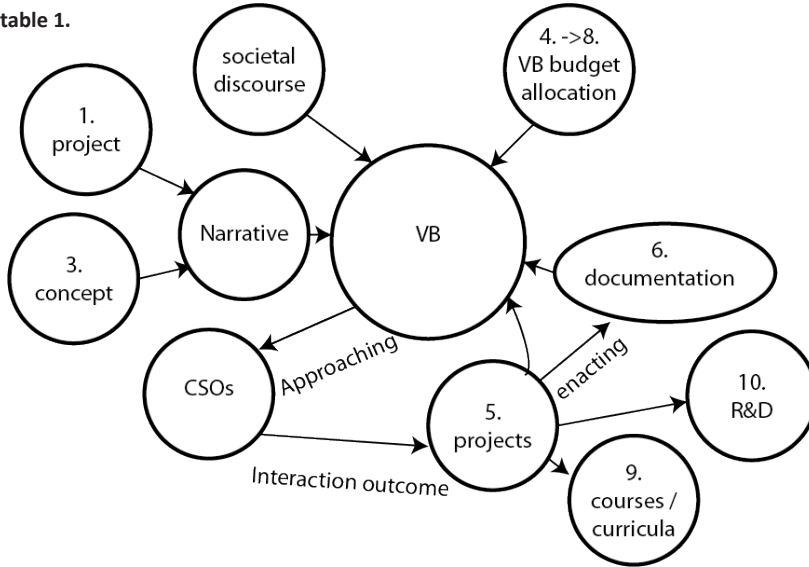 table 1.
societal
discourse
4. ->8.
VB budget
allocation
1.
project
Narrative
VB
3.
concept
6.
documentation
CSOs
Approaching
enacting
5.
projects
10.
R&D
Interaction outcome
9.
courses /
curricula